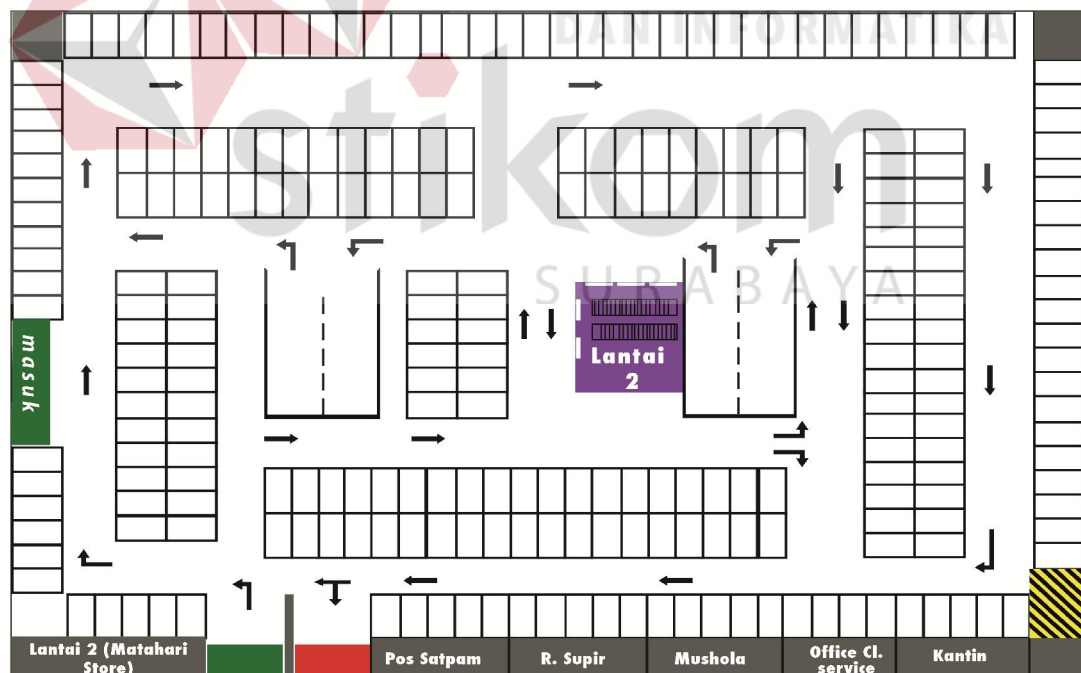 DAN INFORMATIKA
stikom
SURABAYA
masuk
Lantai
2
Lantai 2 (Matahari
Store)
Pos Satpam
R. Supir
Mushola
Office Cl.
service
Kantin